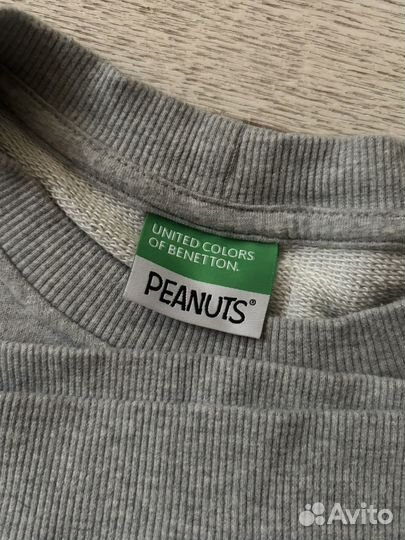 UNITED COLORS
OF BENETTON.
PEANUTS®
Avito